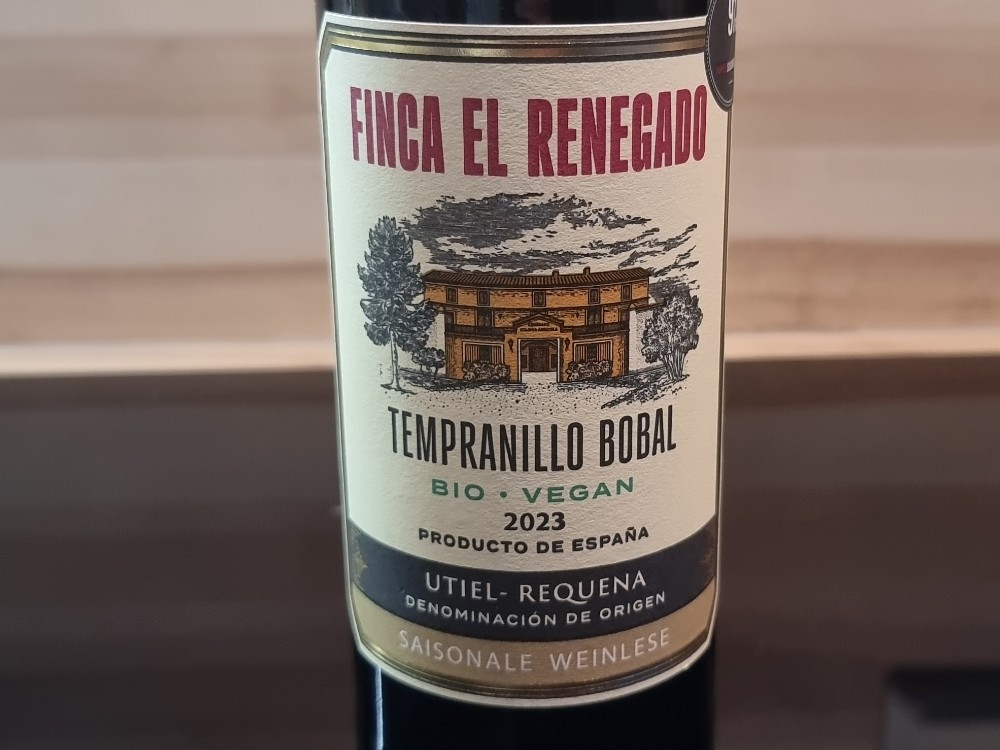 FINCA EL RENEGADO
TEMPRANILLO BOBAL
BIO • VEGAN
2023
PRODUCTO DE ESPAÑA
UTIEL- REQUENA
DENOMINACIÓN DE ORIGEN
SAISONALE WEINLESE